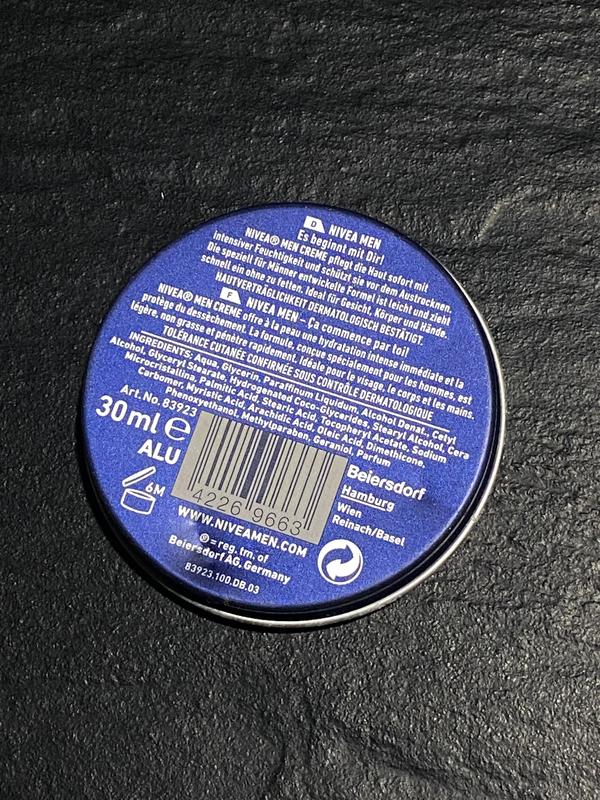 D NIVEA MEN
Es beginnt mit Dir!
NIVEA® MEN CREME pflegt die Haut sofort mit
intensiver Feuchtigkeit und schützt sie vor dem Austrocknen.
Die speziell für Männer entwickelte Formel ist leicht und zieht
schnell ein ohne zu fetten. Ideal für Gesicht, Körper und Hände.
HAUTVERTRÄGLICHKEIT DERMATOLOGISCH BESTÄTIGT.
F NIVEA MEN – Ça commence par toi!
NIVEA® MEN CREME offre à la peau une hydratation intense immédiate et la
protège du dessèchement. La formule, conçue spécialement pour les hommes, est
légère, non grasse et pénètre rapidement. Idéale pour le visage, le corps et les mains.
TOLÉRANCE CUTANÉE CONFIRMÉE SOUS CONTRÔLE DERMATOLOGIQUE
INGREDIENTS: Aqua, Glycerin, Paraffinum Liquidum, Alcohol Denat., Cetyl
Alcohol, Glyceryl Stearate, Hydrogenated Coco-Glycerides, Stearyl Alcohol, Cera
Microcristallina, Palmitic Acid, Stearic Acid, Tocopheryl Acetate, Sodium
Carbomer, Myristic Acid, Arachidic Acid, Oleic Acid, Dimethicone,
Phenoxyethanol, Methylparaben, Geraniol, Parfum
Art. No. 83923
30 ml e
ALU
6M
4226 9663
Beiersdorf
Hamburg
Wien
Reinach/Basel
WWW.NIVEAMEN.COM
®= reg. tm. of
Beiersdorf AG, Germany
83923.100.DB.03